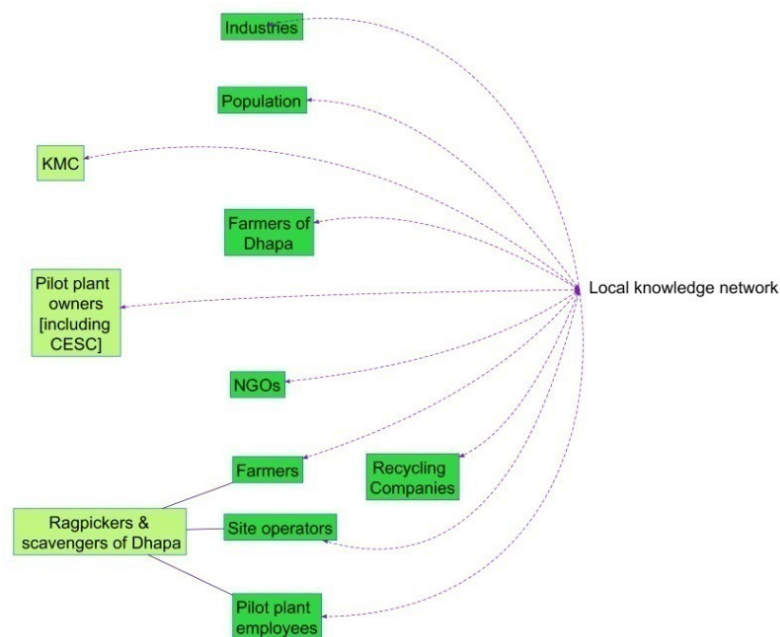 Industries
Population
KMC
Farmers of
Dhapa
Pilot plant
owners
[including
CESC]
Local knowledge network
NGOs
Farmers
Recycling
Companies
Ragpickers &
scavengers of Dhapa
Site operators
Pilot plant
employees